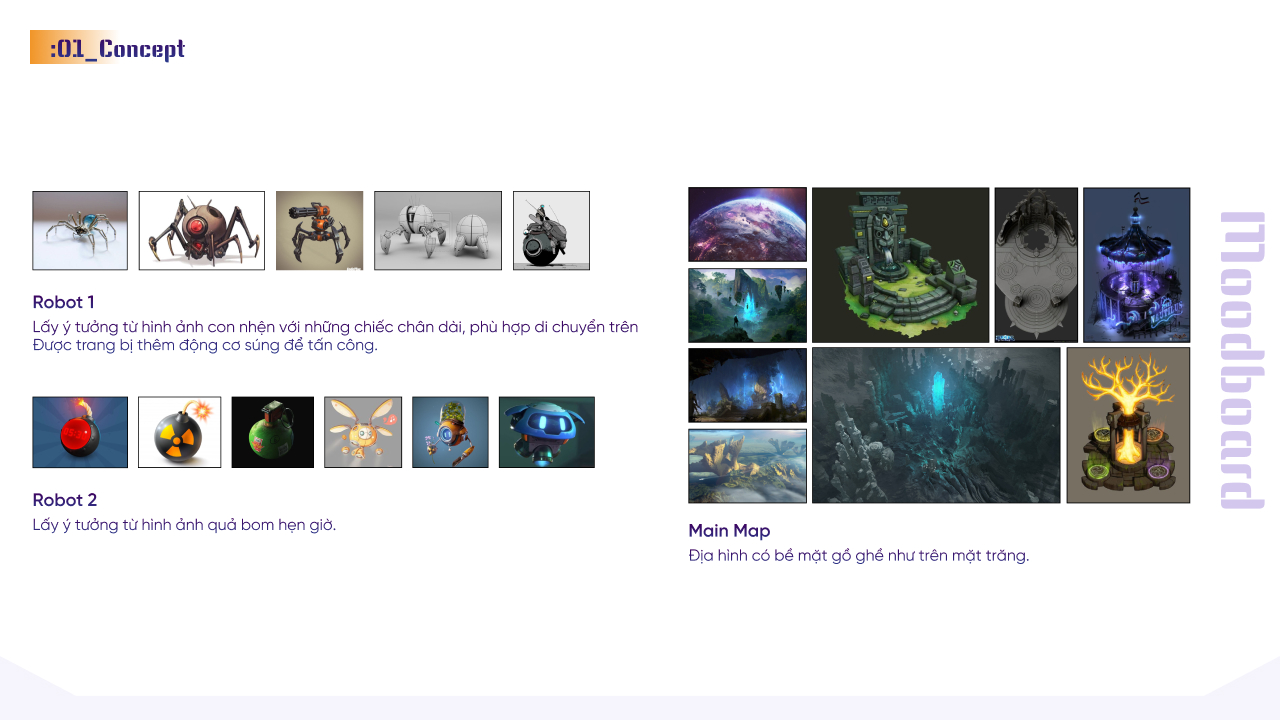 :01_Concept
Robot 1
Lấy ý tưởng từ hình ảnh con nhện với những chiếc chân dài, phù hợp di chuyển trên
Được trang bị thêm động cơ súng để tấn công.
Robot 2
Lấy ý tưởng từ hình ảnh quả bom hẹn giờ.
Main Map
Địa hình có bề mặt gồ ghề như trên mặt trăng.
Moodboard